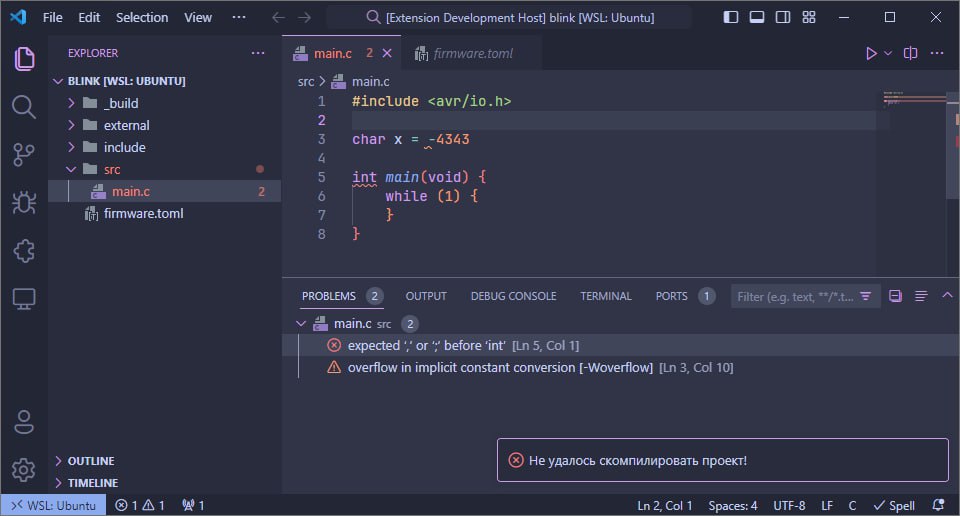 File Edit Selection View ··· [Extension Development Host] blink [WSL: Ubuntu]
EXPLORER ···
BLINK [WSL: UBUNTU]
_build
external
include
src
main.c 2
firmware.toml
OUTLINE
TIMELINE
main.c 2 firmware.toml
src > main.c
1 #include <avr/io.h>
2
3 char x = -4343
4
5 int main(void) {
6 while (1) {
7 }
8 }
PROBLEMS 2 OUTPUT DEBUG CONSOLE TERMINAL PORTS 1 Filter (e.g. text, **/*.t...
main.c src 2
expected ‘,’ or ‘;’ before ‘int’ [Ln 5, Col 1]
overflow in implicit constant conversion [-Woverflow] [Ln 3, Col 10]
Не удалось скомпилировать проект!
WSL: Ubuntu 1 1 1 Ln 2, Col 1 Spaces: 4 UTF-8 LF C Spell